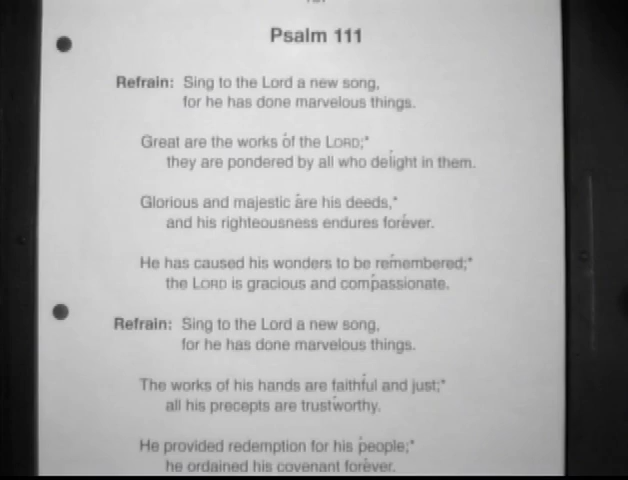 Psalm 111
Refrain: Sing to the Lord a new song,
for he has done marvelous things.
Great are the works of the LORD;*
they are pondered by all who delight in them.
Glorious and majestic are his deeds,*
and his righteousness endures forever.
He has caused his wonders to be remembered;*
the LORD is gracious and compassionate.
Refrain: Sing to the Lord a new song,
for he has done marvelous things.
The works of his hands are faithful and just;*
all his precepts are trustworthy.
He provided redemption for his people;*
he ordained his covenant forever.